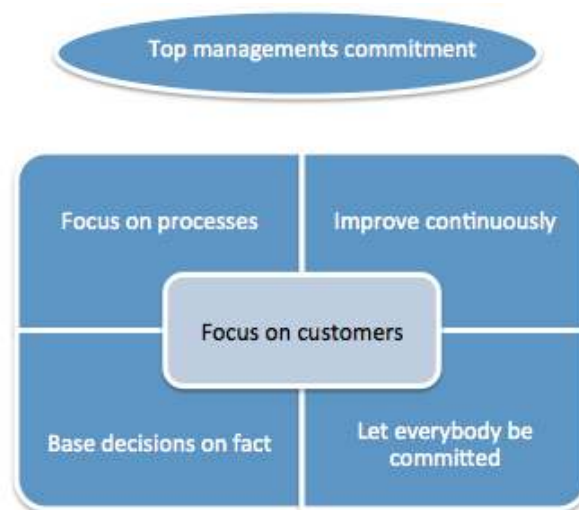 Top managements commitment
Focus on processes
Improve continuously
Focus on customers
Base decisions on fact
Let everybody be
committed